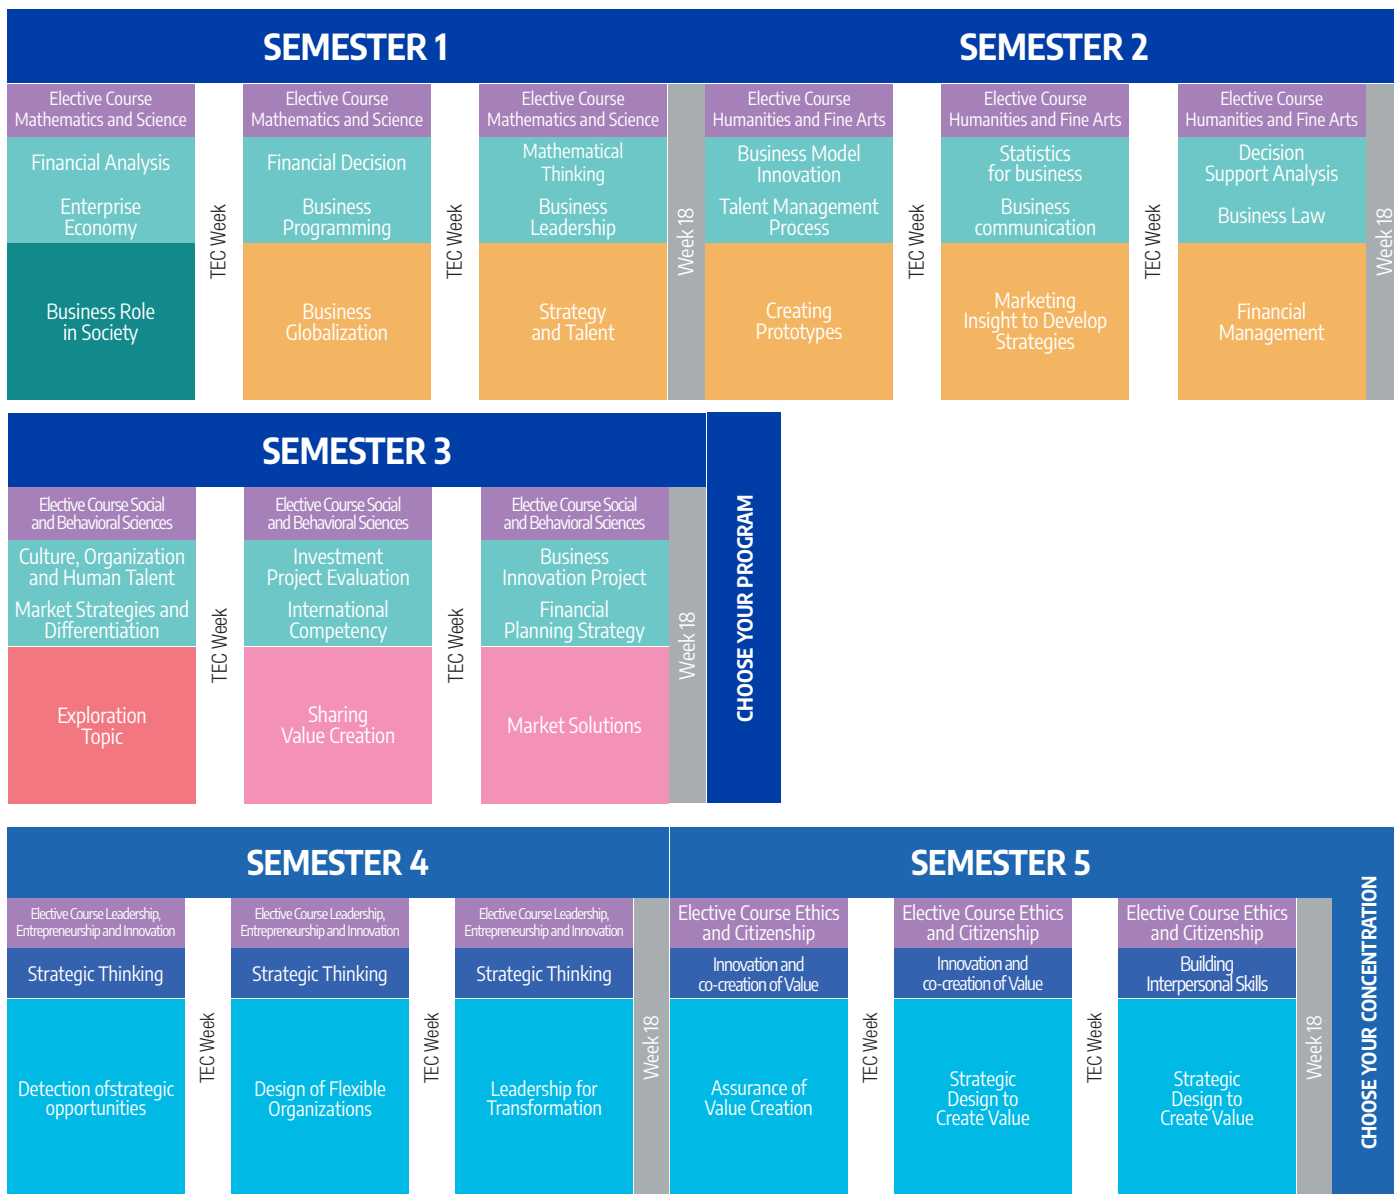 SEMESTER 1
Elective Course
Mathematics and Science
Financial Analysis
Enterprise
Economy
Business Role
in Society
TEC Week
Elective Course
Mathematics and Science
Financial Decision
Business
Programming
Business
Globalization
TEC Week
Elective Course
Mathematics and Science
Mathematical
Thinking
Business
Leadership
Strategy
and Talent
Week 18
SEMESTER 2
Elective Course
Humanities and Fine Arts
Business Model
Innovation
Talent Management
Process
Creating
Prototypes
TEC Week
Elective Course
Humanities and Fine Arts
Statistics
for business
Business
communication
Marketing
Insight to Develop
Strategies
TEC Week
Elective Course
Humanities and Fine Arts
Decision
Support Analysis
Business Law
Financial
Management
Week 18
SEMESTER 3
Elective Course Social
and Behavioral Sciences
Culture, Organization
and Human Talent
Market Strategies and
Differentiation
Exploration
Topic
TEC Week
Elective Course Social
and Behavioral Sciences
Investment
Project Evaluation
International
Competency
Sharing
Value Creation
TEC Week
Elective Course Social
and Behavioral Sciences
Business
Innovation Project
Financial
Planning Strategy
Market Solutions
Week 18
CHOOSE YOUR PROGRAM
SEMESTER 4
Elective Course Leadership,
Entrepreneurship and Innovation
Strategic Thinking
Detection ofstrategic
opportunities
TEC Week
Elective Course Leadership,
Entrepreneurship and Innovation
Strategic Thinking
Design of Flexible
Organizations
TEC Week
Elective Course Leadership,
Entrepreneurship and Innovation
Strategic Thinking
Leadership for
Transformation
Week 18
SEMESTER 5
Elective Course Ethics
and Citizenship
Innovation and
co-creation of Value
Assurance of
Value Creation
TEC Week
Elective Course Ethics
and Citizenship
Innovation and
co-creation of Value
Strategic
Design to
Create Value
TEC Week
Elective Course Ethics
and Citizenship
Building
Interpersonal Skills
Strategic
Design to
Create Value
Week 18
CHOOSE YOUR CONCENTRATION